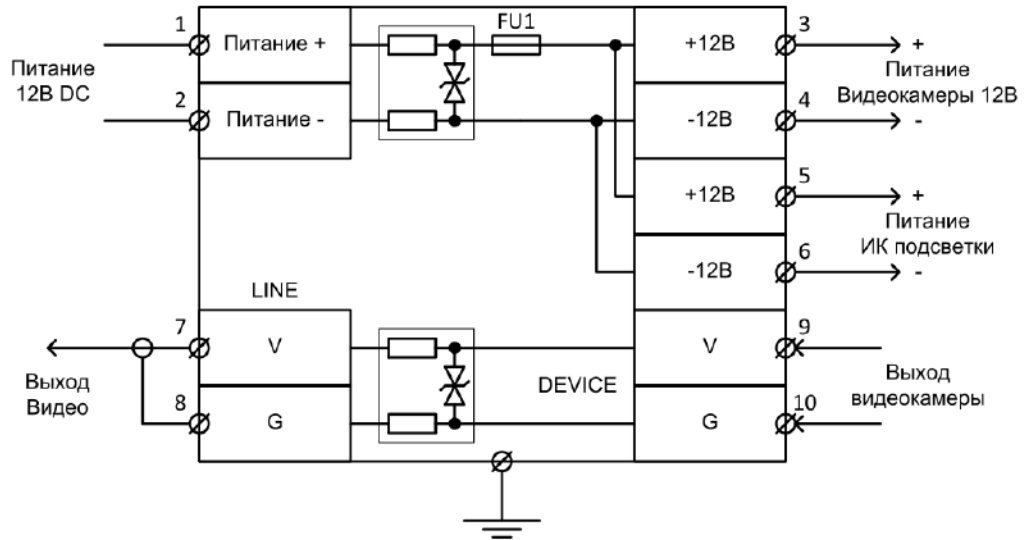 1
Питание +
FU1
+12В
3
+
Питание
12В DC
Питание
Видеокамеры 12В
2
Питание -
-12В
4
-
+12В
5
+
Питание
ИК подсветки
-12В
6
-
LINE
7
V
V
9
Выход
Видео
DEVICE
Выход
видеокамеры
8
G
G
10